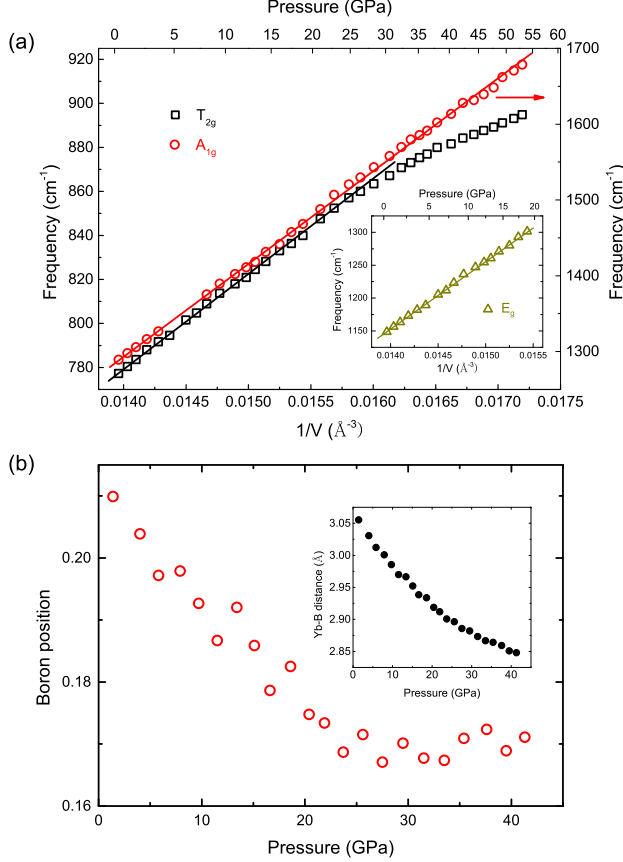 Pressure (GPa)
0 5 10 15 20 25 30 35 40 45 50 55 60
(a)
920
900
880
860
840
820
800
780
Frequency (cm⁻¹)
T₂g
A₁g
1700
1600
1500
1400
1300
Frequency (cm⁻¹)
Pressure (GPa)
0 5 10 15 20
1300
1250
1200
1150
Frequency (cm⁻¹)
Eg
0.0140 0.0145 0.0150 0.0155
1/V (Å⁻³)
0.0140 0.0145 0.0150 0.0155 0.0160 0.0165 0.0170 0.0175
1/V (Å⁻³)
(b)
0.20
0.18
0.16
Boron position
3.05
3.00
2.95
2.90
2.85
Yb-B distance (Å)
0 10 20 30 40
Pressure (GPa)
0 10 20 30 40
Pressure (GPa)